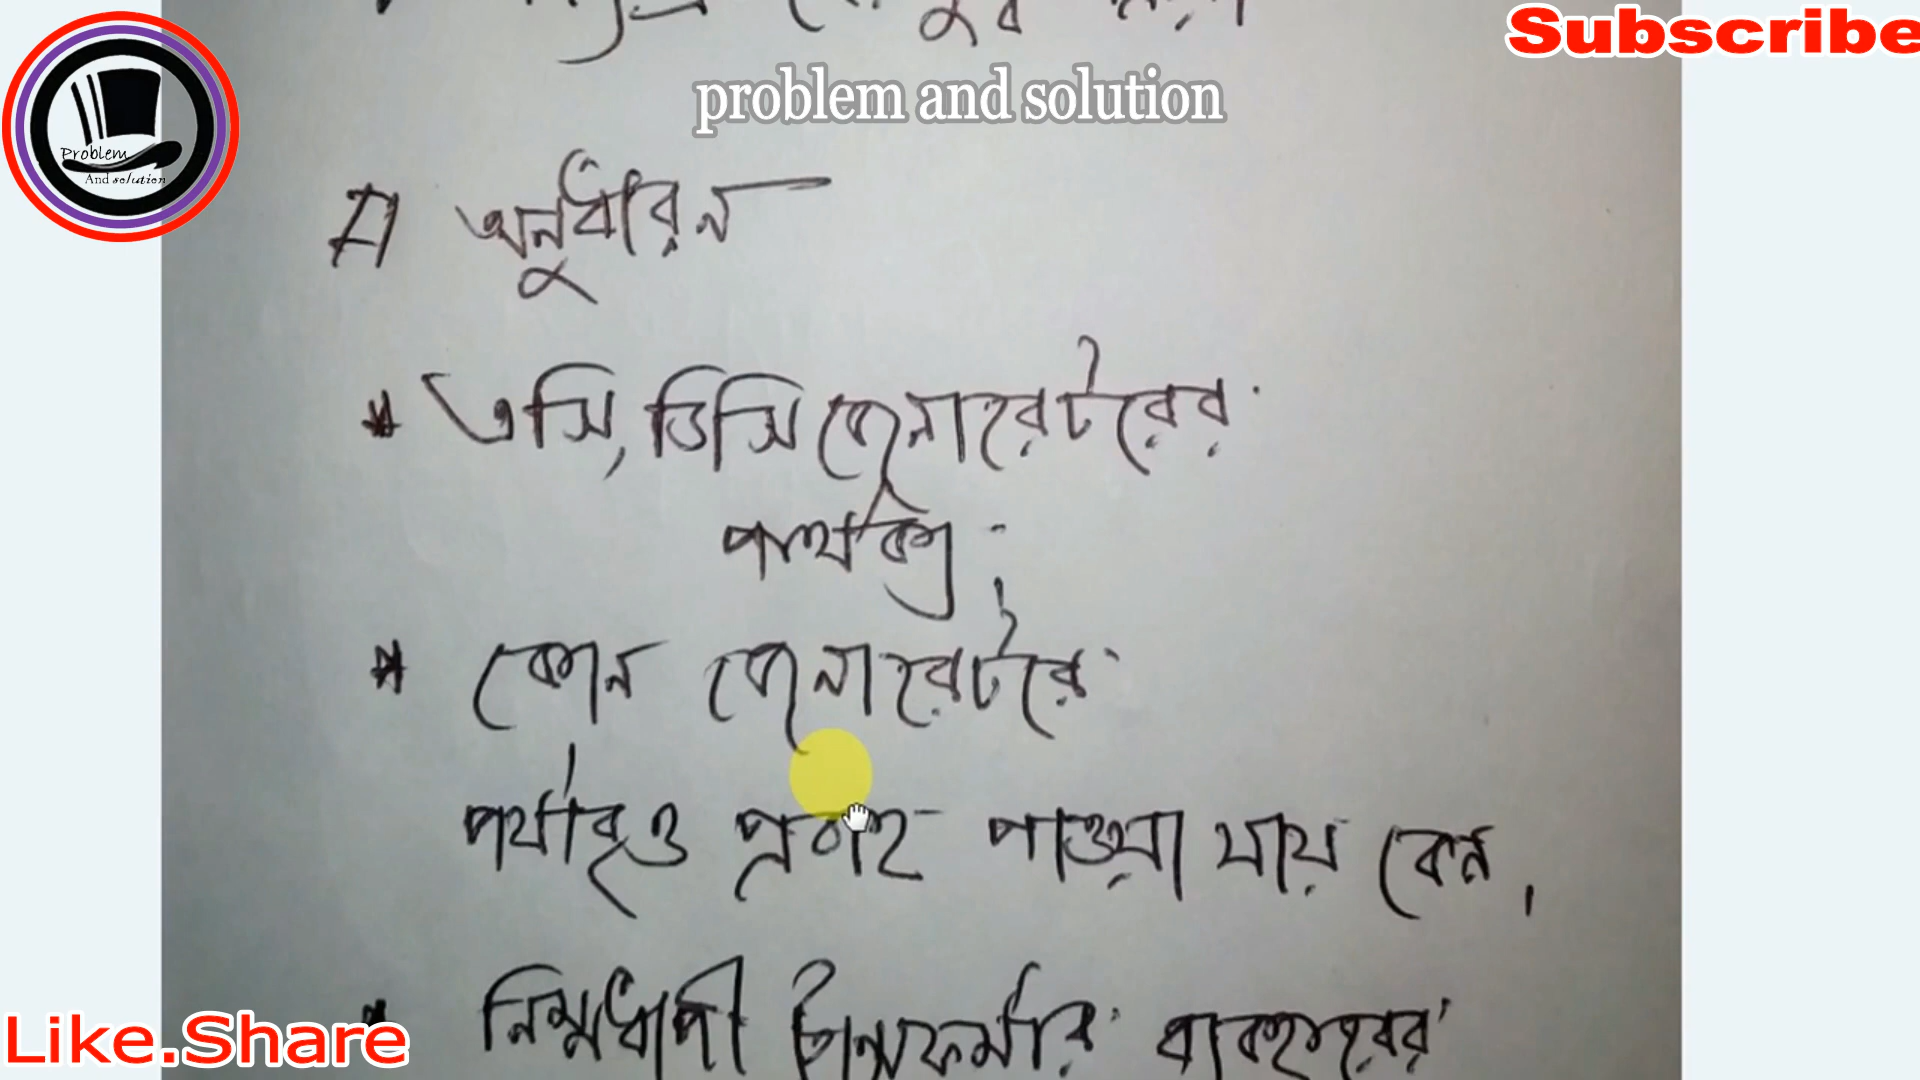 Subscribe
problem and solution
Problem
And solution
অনুধাবন
* এসি, ডিসি জেনারেটরের
পার্থক্য
* কোন জেনারেটরে
পর্যাবৃত্ত প্রবাহ পাওয়া যায় কেন,
* নিম্নধাপী ট্রান্সফর্মার ব্যবহারের
Like.Share